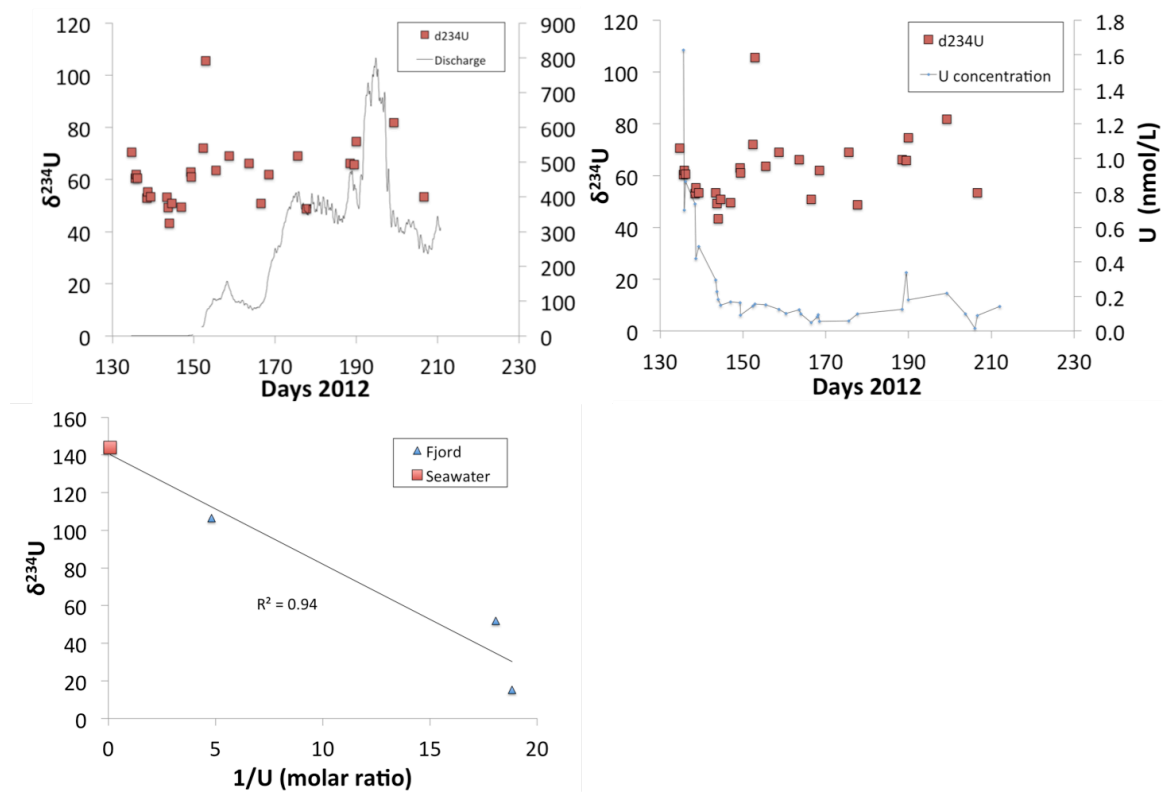 120
100
80
60
40
20
0
δ²³⁴U
900
800
700
600
500
400
300
200
100
0
130 150 170 190 210 230
Days 2012
d234U
Discharge
120
100
80
60
40
20
0
δ²³⁴U
1.8
1.6
1.4
1.2
1.0
0.8
0.6
0.4
0.2
0.0
U (nmol/L)
130 150 170 190 210 230
Days 2012
d234U
U concentration
160
140
120
100
80
60
40
20
0
δ²³⁴U
Fjord
Seawater
R² = 0.94
0 5 10 15 20
1/U (molar ratio)